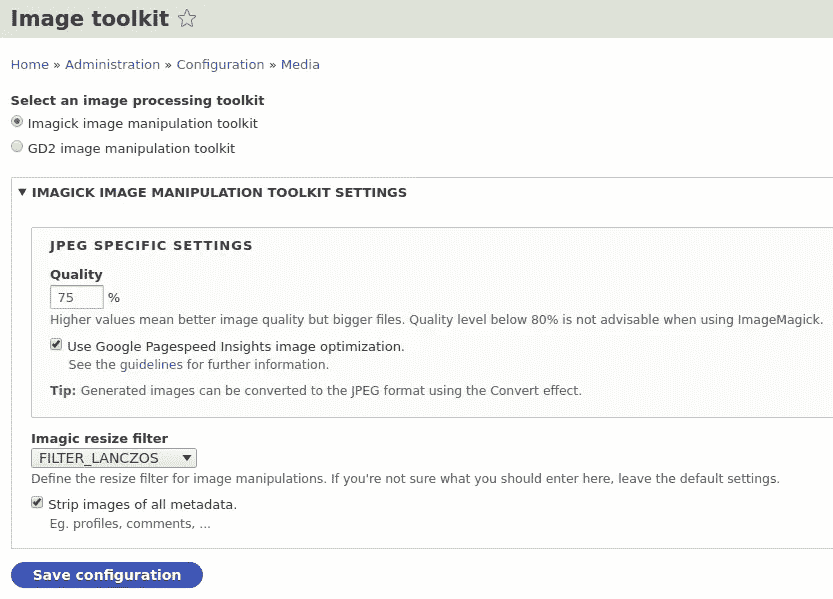 Image toolkit
Home » Administration » Configuration » Media
Select an image processing toolkit
Imagick image manipulation toolkit
GD2 image manipulation toolkit
IMAGICK IMAGE MANIPULATION TOOLKIT SETTINGS
JPEG SPECIFIC SETTINGS
Quality
75 %
Higher values mean better image quality but bigger files. Quality level below 80% is not advisable when using ImageMagick.
Use Google Pagespeed Insights image optimization.
See the guidelines for further information.
Tip: Generated images can be converted to the JPEG format using the Convert effect.
Imagic resize filter
FILTER_LANCZOS
Define the resize filter for image manipulations. If you're not sure what you should enter here, leave the default settings.
Strip images of all metadata.
Eg. profiles, comments, ...
Save configuration